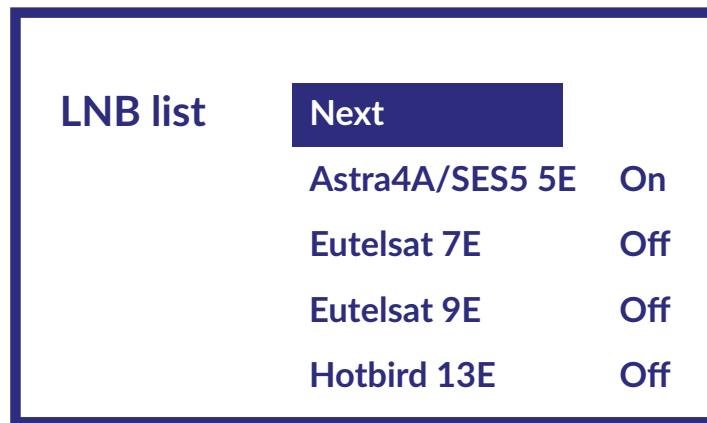 LNB list Next
Astra4A/SES5 5E On
Eutelsat 7E Off
Eutelsat 9E Off
Hotbird 13E Off